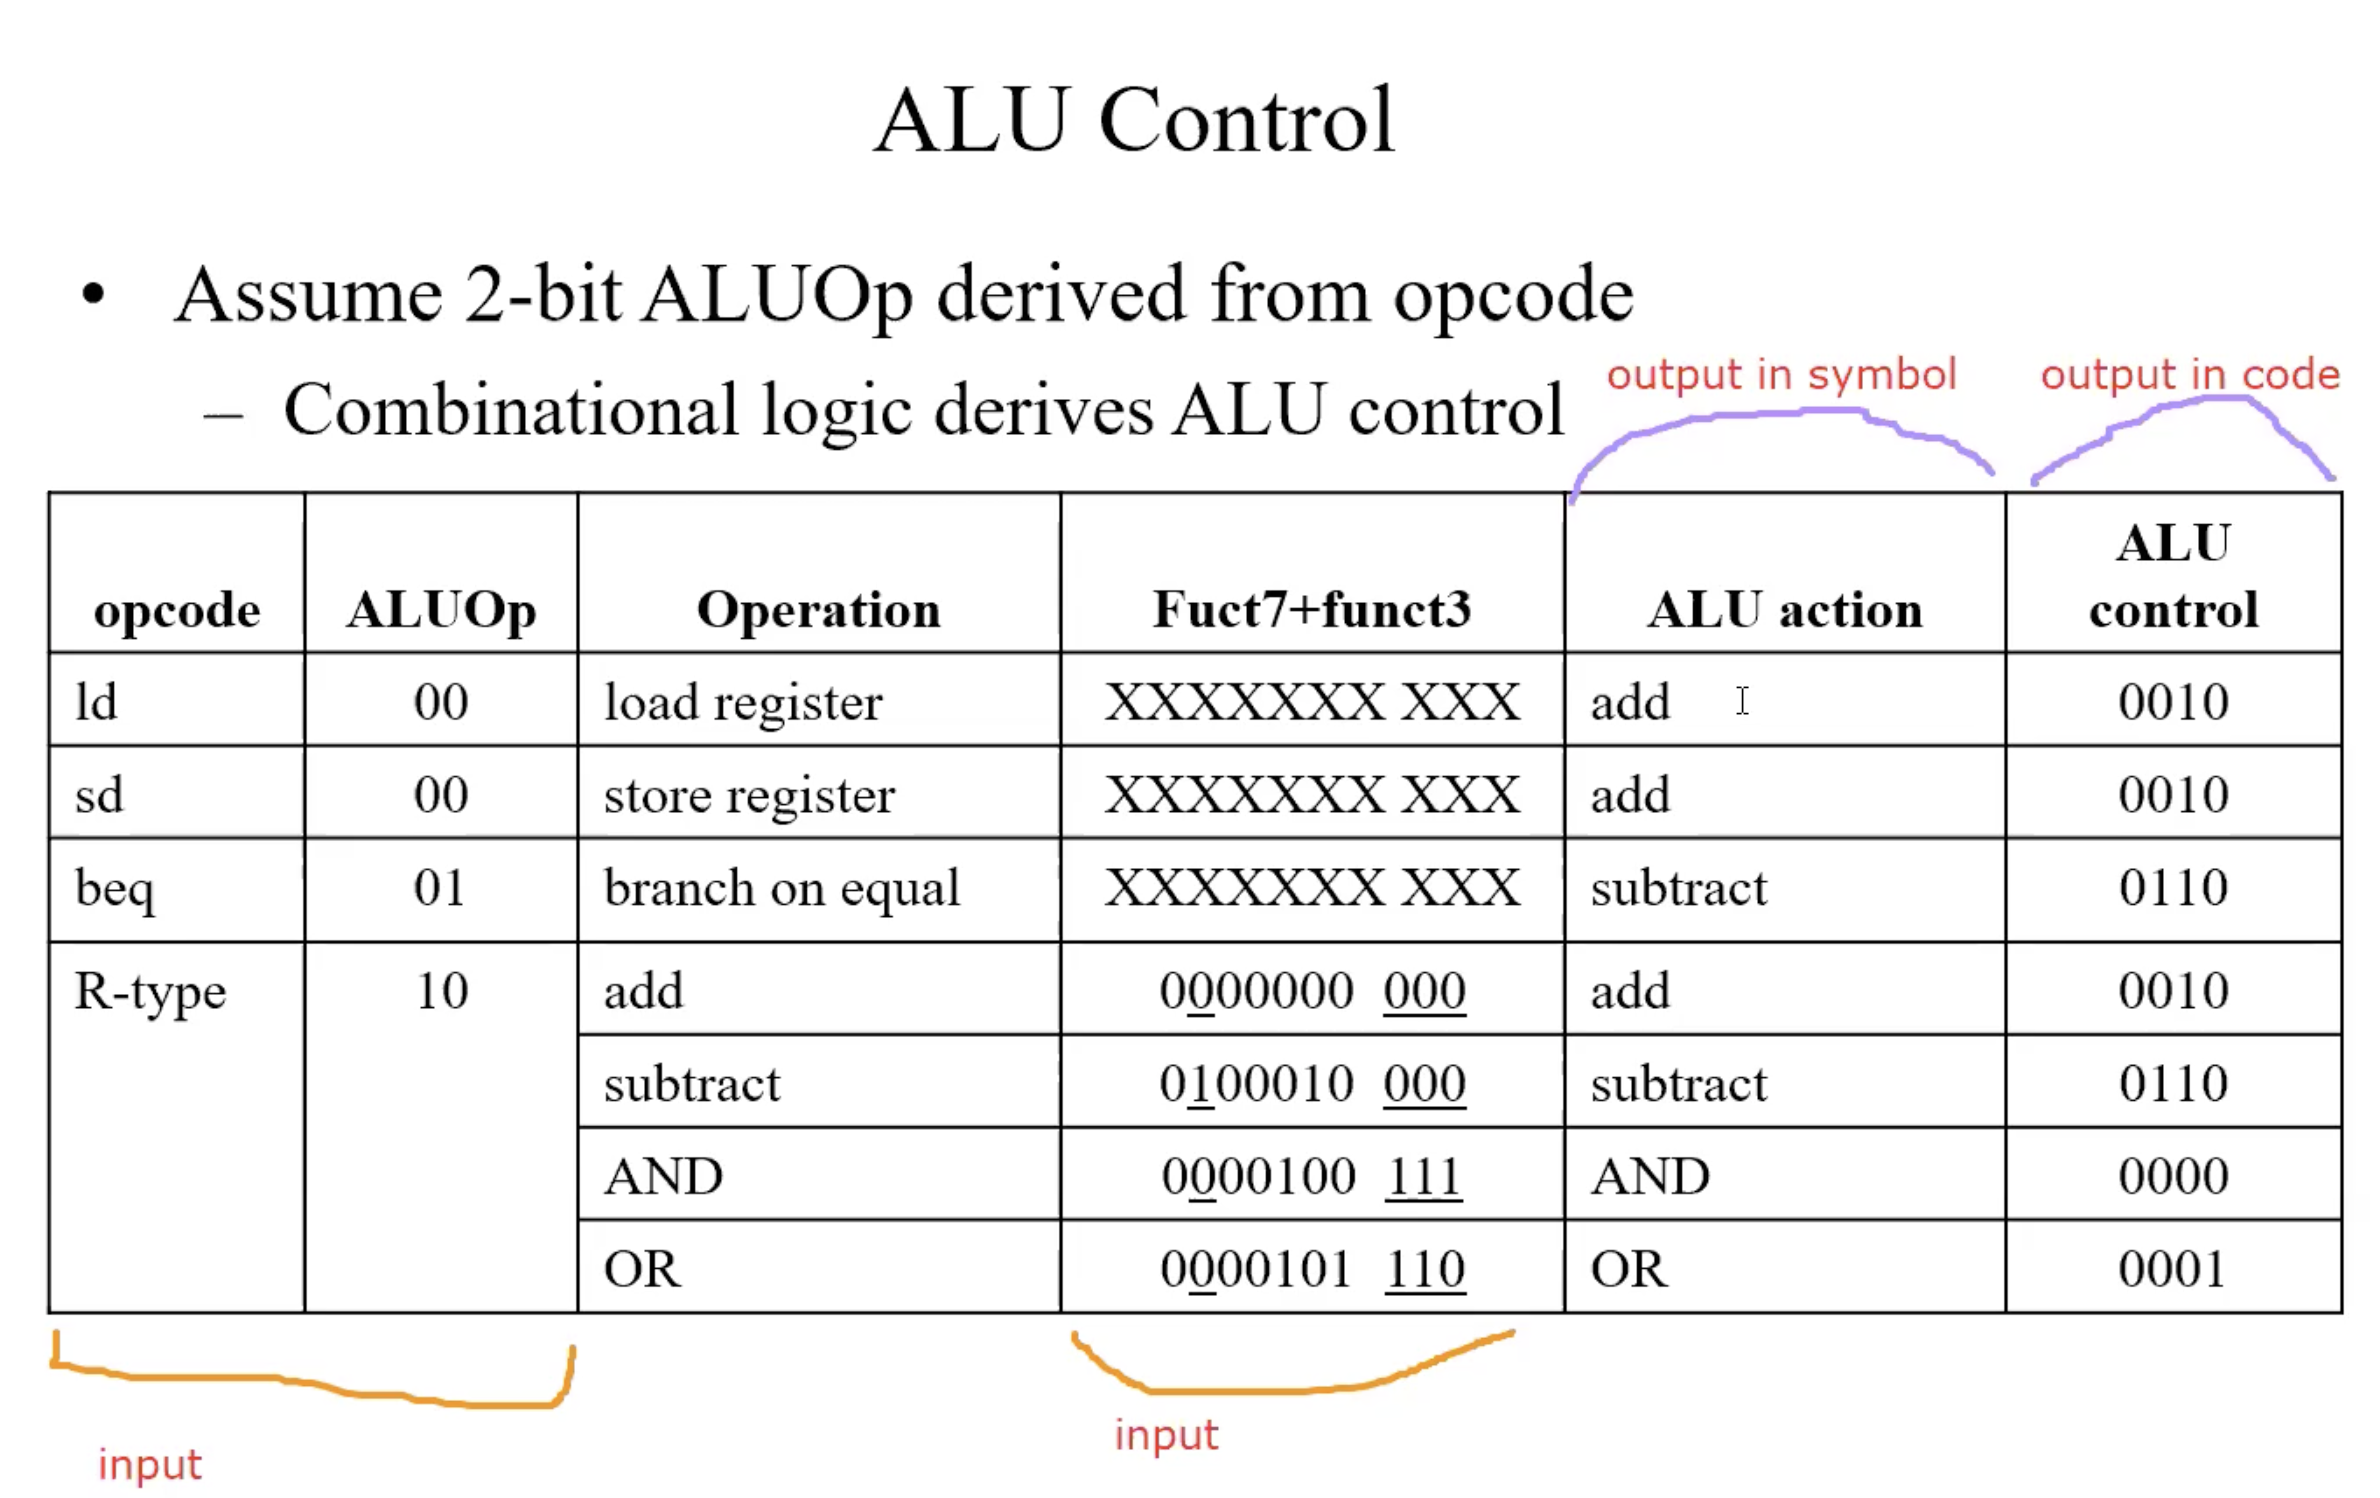 ALU Control
• Assume 2-bit ALUOp derived from opcode
– Combinational logic derives ALU control
output in symbol output in code
opcode ALUOp Operation Fuct7+funct3 ALU action ALU control
ld 00 load register XXXXXXX XXX add 0010
sd 00 store register XXXXXXX XXX add 0010
beq 01 branch on equal XXXXXXX XXX subtract 0110
R-type 10 add 0000000 000 add 0010
subtract 0100010 000 subtract 0110
AND 0000100 111 AND 0000
OR 0000101 110 OR 0001
input
input